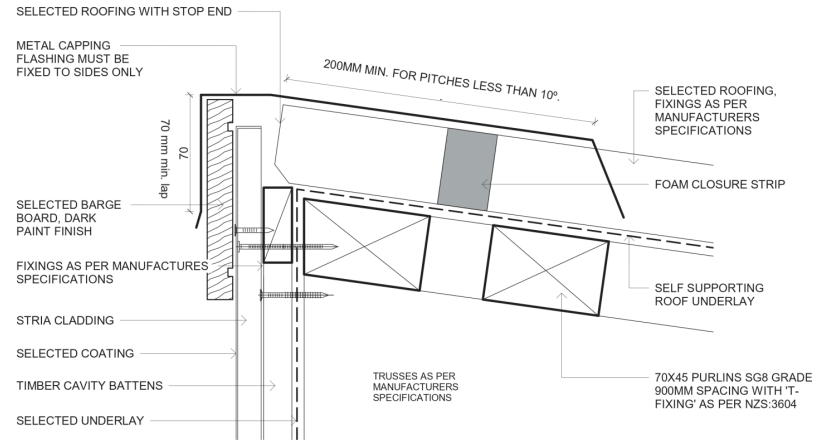 SELECTED ROOFING WITH STOP END
METAL CAPPING
FLASHING MUST BE
FIXED TO SIDES ONLY
70 mm min. lap
70
SELECTED BARGE
BOARD, DARK
PAINT FINISH
FIXINGS AS PER MANUFACTURES
SPECIFICATIONS
STRIA CLADDING
SELECTED COATING
TIMBER CAVITY BATTENS
SELECTED UNDERLAY
200MM MIN. FOR PITCHES LESS THAN 10º.
TRUSSES AS PER
MANUFACTURERS
SPECIFICATIONS
SELECTED ROOFING,
FIXINGS AS PER
MANUFACTURERS
SPECIFICATIONS
FOAM CLOSURE STRIP
SELF SUPPORTING
ROOF UNDERLAY
70X45 PURLINS SG8 GRADE
900MM SPACING WITH 'T-
FIXING' AS PER NZS:3604